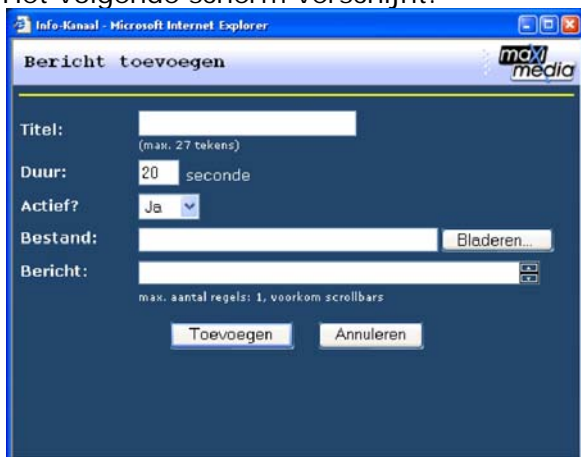 Het volgende scherm verschijnt:
Info-Kanaal - Microsoft Internet Explorer
Bericht toevoegen
maxi
media
Titel:
(max. 27 tekens)
Duur: 20 seconde
Actief? Ja
Bestand: Bladeren...
Bericht:
max. aantal regels: 1, voorkom scrollbars
Toevoegen Annuleren